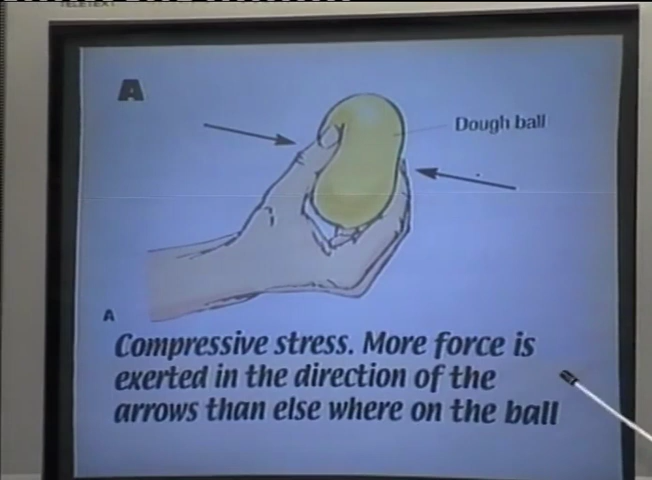 TELETEXT
A
Dough ball
A
Compressive stress. More force is
exerted in the direction of the
arrows than else where on the ball